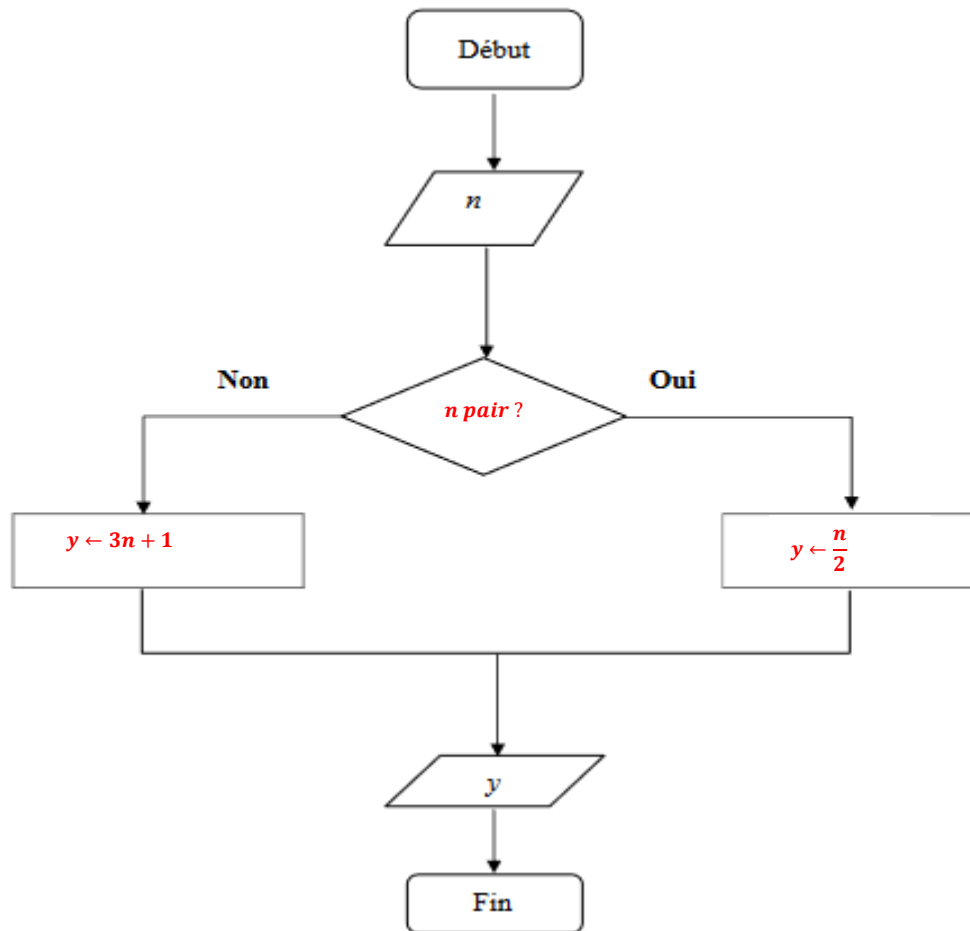 Début
n
Non
Oui
n pair ?
y ← 3n + 1
y ← n/2
y
Fin